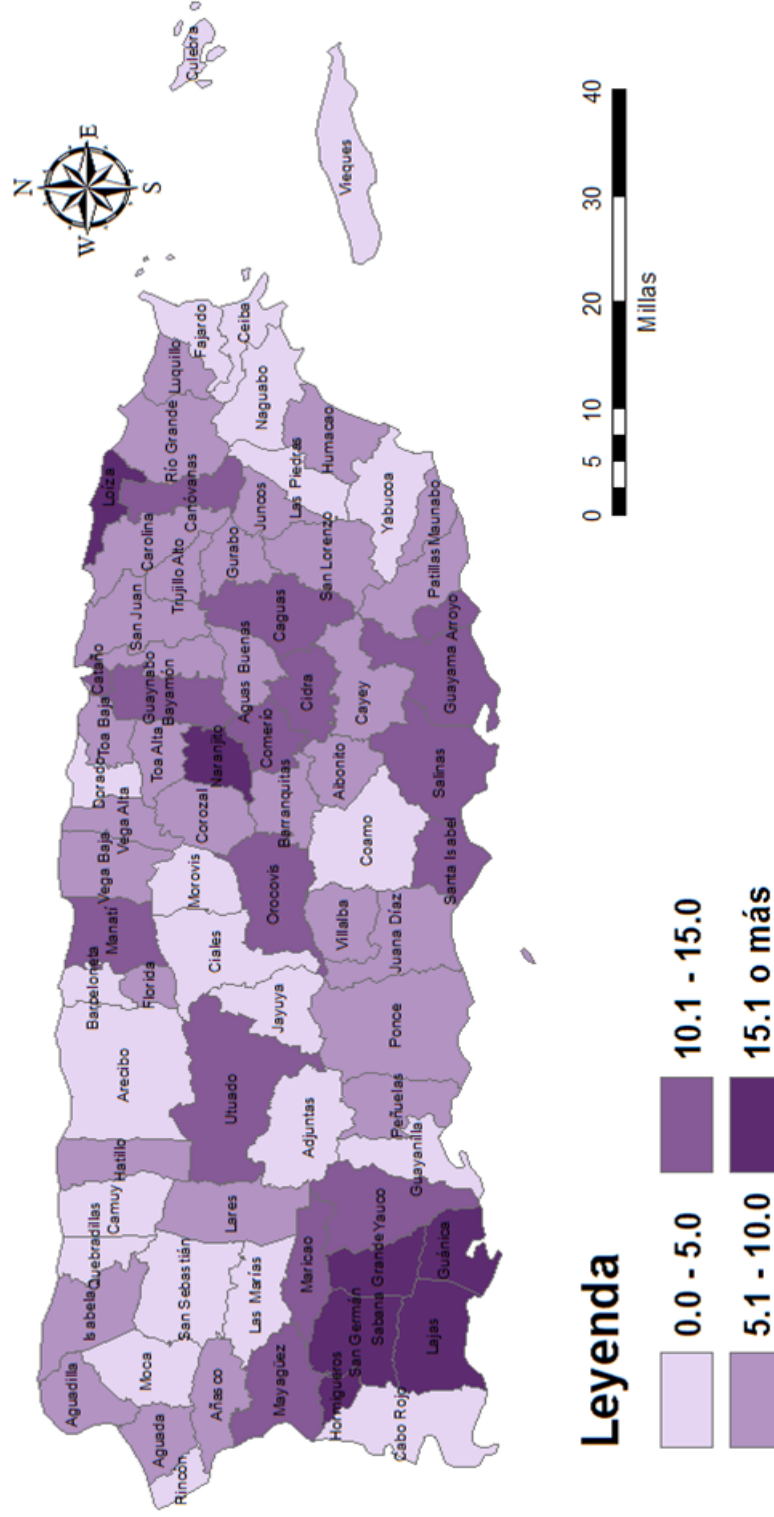 N
W
E
S
Culebra
Vieques
Fajardo
Ceiba
Luquillo
Naguabo
Río Grande
Humacao
Loíza
Canóvanas
Las Piedras
Juncos
Yabucoa
Carolina
Trujillo Alto
Gurabo
San Lorenzo
Maunabo
Patillas
San Juan
Caguas
Arroyo
Guayama
Cataño
Guaynabo
Bayamón
Aguas Buenas
Cidra
Cayey
Toa Baja
Toa Alta
Naranjito
Comerío
Aibonito
Salinas
Dorado
Vega Alta
Corozal
Barranquitas
Coamo
Santa Isabel
Vega Baja
Morovis
Orocovis
Villalba
Juana Díaz
Manatí
Ciales
Barceloneta
Florida
Jayuya
Ponce
Arecibo
Utuado
Adjuntas
Peñuelas
Guayanilla
Hatillo
Camuy
Lares
Yauco
Quebradillas
San Sebastián
Las Marías
Maricao
Sabana Grande
Guánica
Isabela
Moca
Añasco
Mayagüez
San Germán
Lajas
Aguadilla
Aguada
Rincón
Hormigueros
Cabo Rojo
0 5 10 20 30 40
Millas
Leyenda
0.0 - 5.0
10.1 - 15.0
5.1 - 10.0
15.1 o más